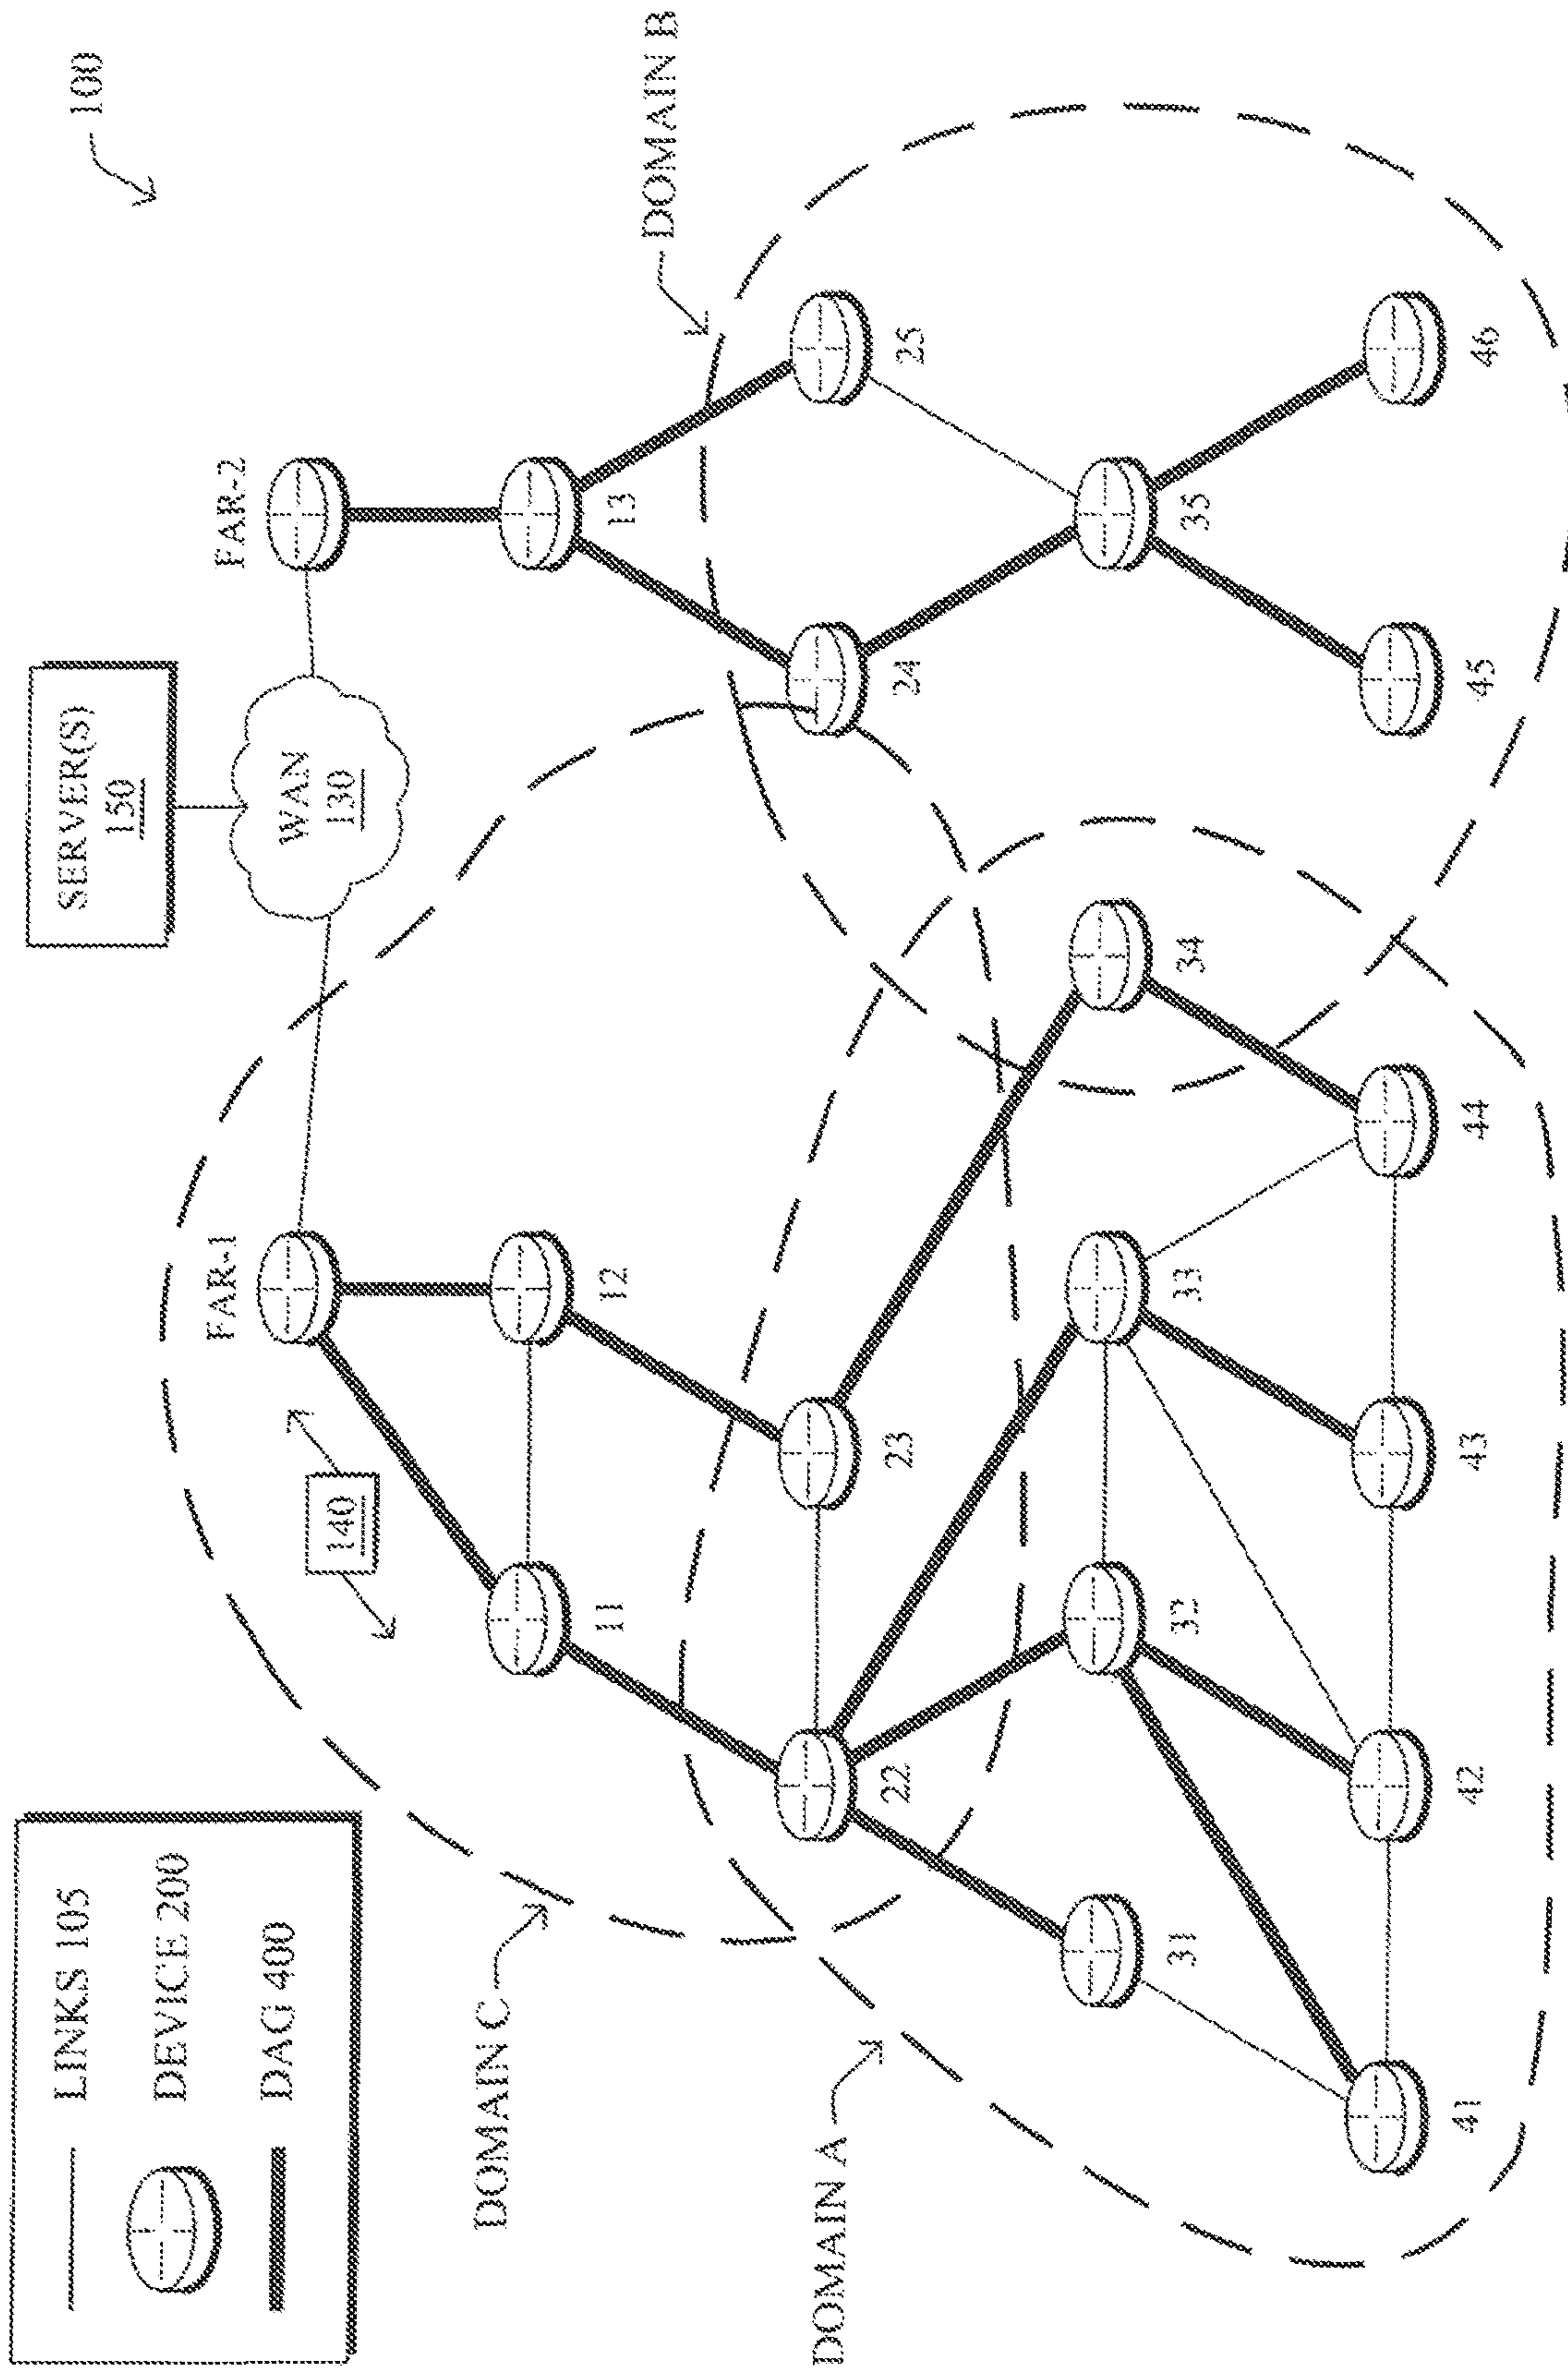 100
LINKS 105
DEVICE 200
DAG 400
SERVER(S)
150
WAN
130
FAR-1
FAR-2
140
DOMAIN C
DOMAIN B
DOMAIN A
11
12
13
22
23
24
25
31
32
33
34
35
41
42
43
44
45
46